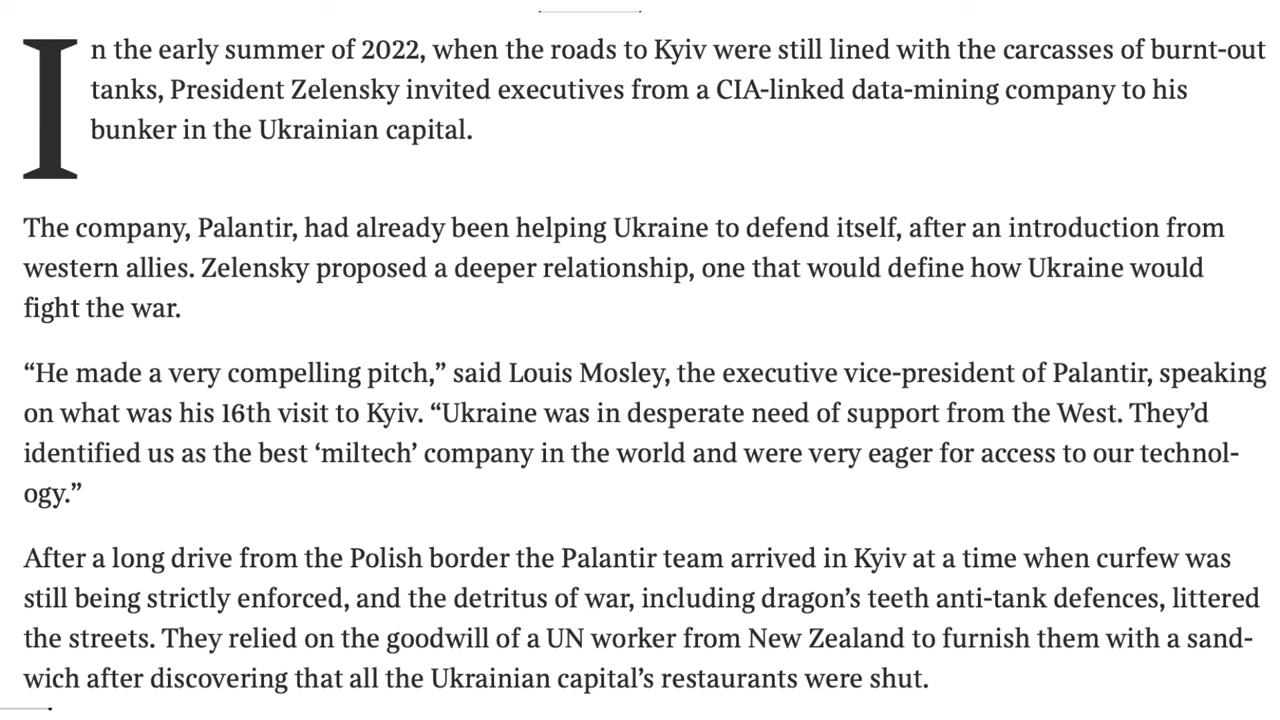 In the early summer of 2022, when the roads to Kyiv were still lined with the carcasses of burnt-out
tanks, President Zelensky invited executives from a CIA-linked data-mining company to his
bunker in the Ukrainian capital.
The company, Palantir, had already been helping Ukraine to defend itself, after an introduction from
western allies. Zelensky proposed a deeper relationship, one that would define how Ukraine would
fight the war.
“He made a very compelling pitch,” said Louis Mosley, the executive vice-president of Palantir, speaking
on what was his 16th visit to Kyiv. “Ukraine was in desperate need of support from the West. They’d
identified us as the best ‘miltech’ company in the world and were very eager for access to our technol-
ogy.”
After a long drive from the Polish border the Palantir team arrived in Kyiv at a time when curfew was
still being strictly enforced, and the detritus of war, including dragon’s teeth anti-tank defences, littered
the streets. They relied on the goodwill of a UN worker from New Zealand to furnish them with a sand-
wich after discovering that all the Ukrainian capital’s restaurants were shut.